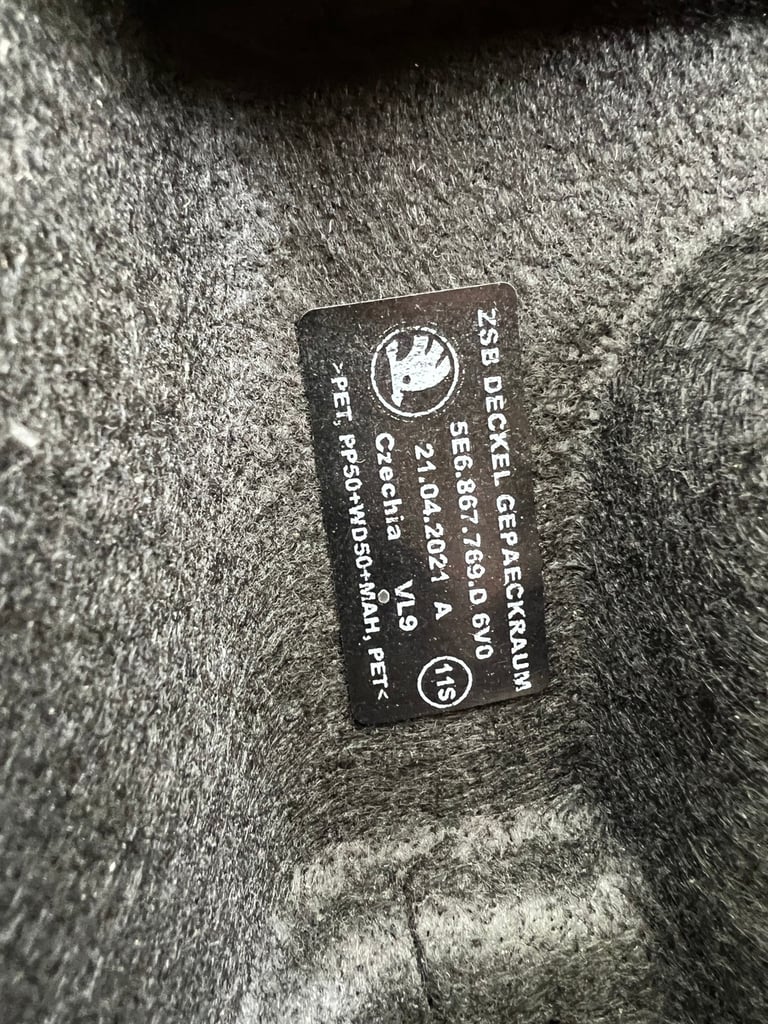 ZSB DECKEL GEPAECKRAUM
5E6.867.769.D 6V0
21.04.2021 A
11S
Czechia VL9
>PET, PP50+WD50+MAH, PET<